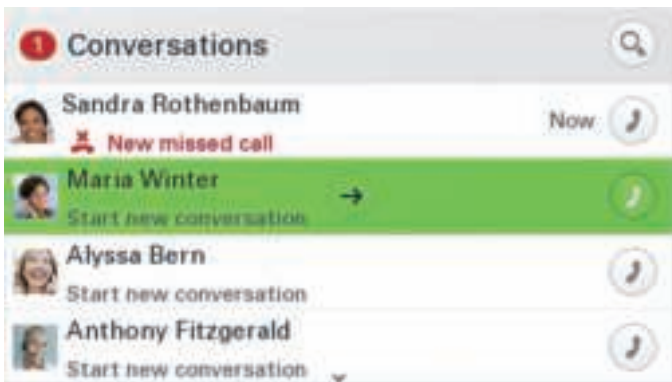 1 Conversations
Sandra Rothenbaum
Now
New missed call
Maria Winter
Start new conversation
Alyssa Bern
Start new conversation
Anthony Fitzgerald
Start new conversation